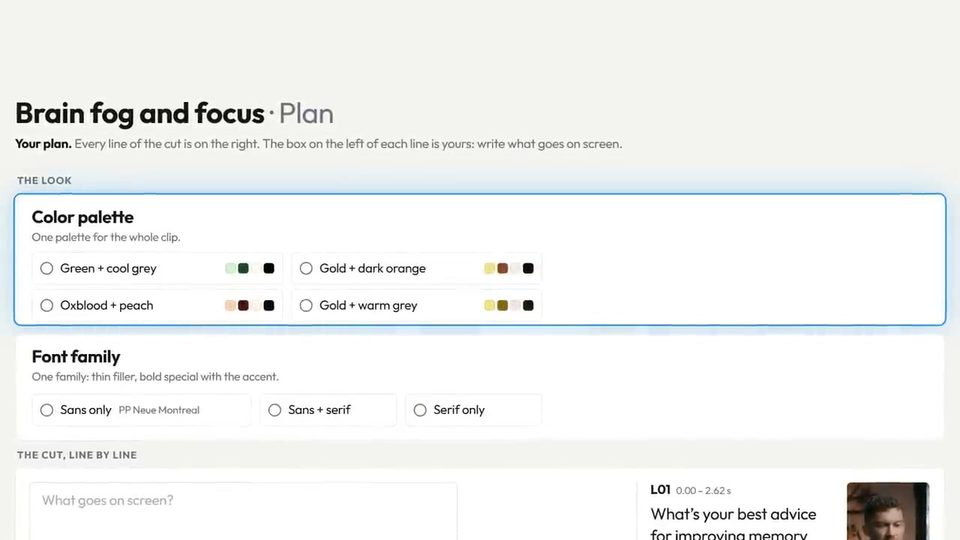 Brain fog and focus · Plan
Your plan. Every line of the cut is on the right. The box on the left of each line is yours: write what goes on screen.
THE LOOK
Color palette
One palette for the whole clip.
Green + cool grey
Gold + dark orange
Oxblood + peach
Gold + warm grey
Font family
One family: thin filler, bold special with the accent.
Sans only PP Neue Montreal
Sans + serif
Serif only
THE CUT, LINE BY LINE
What goes on screen?
L01 0.00 – 2.62 s
What's your best advice
for improving memory